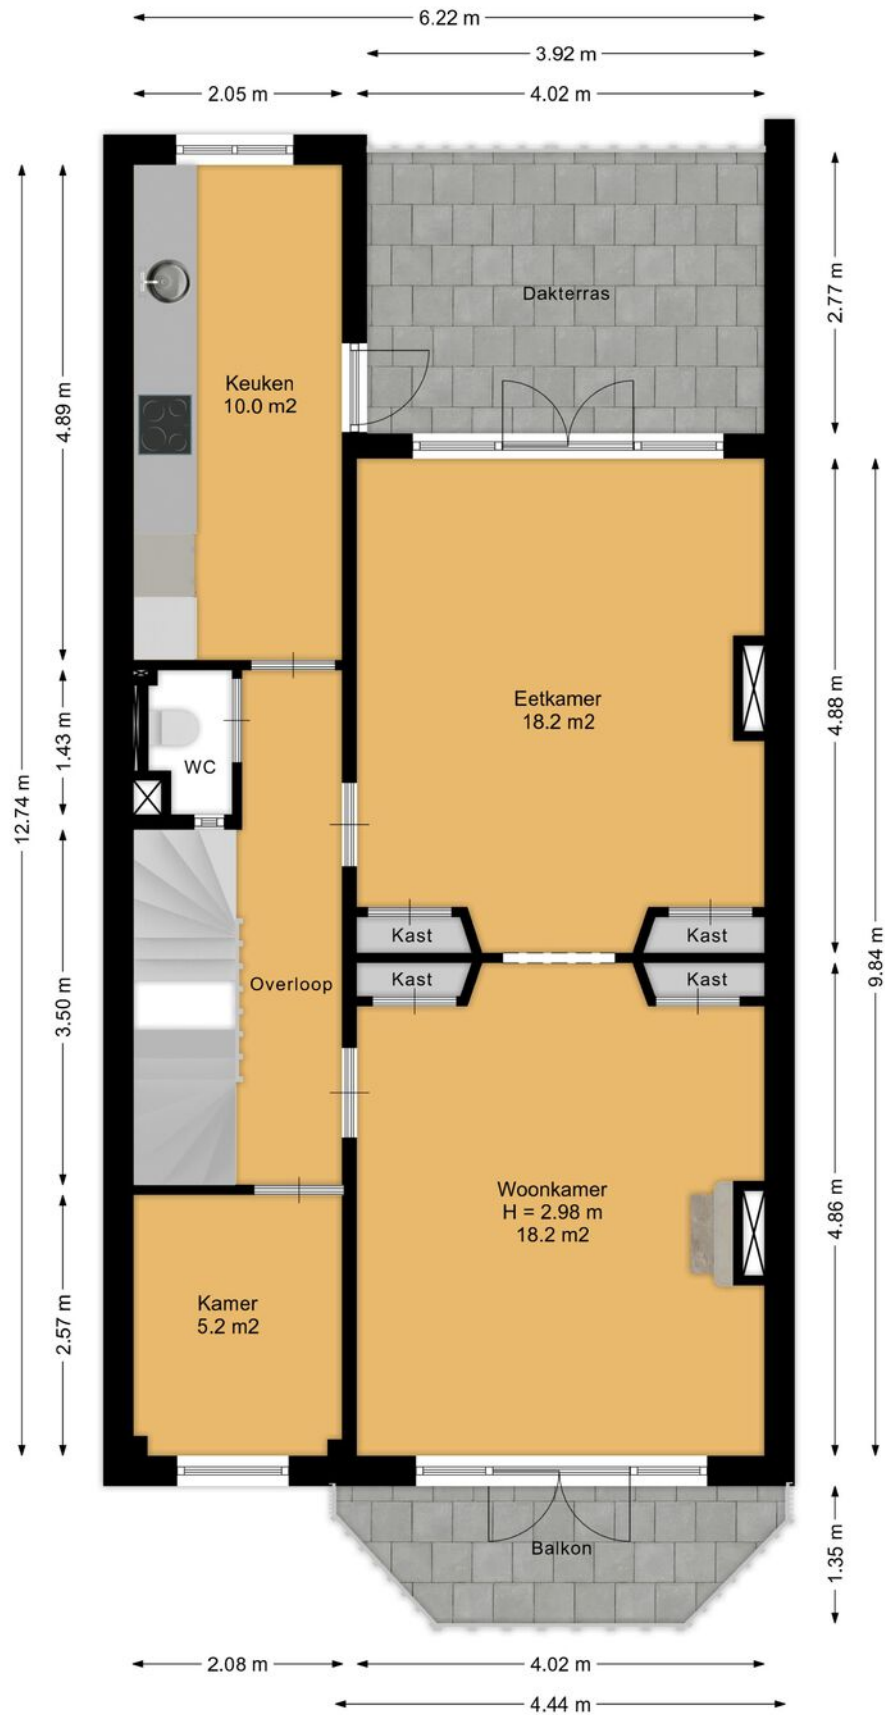 6.22 m
3.92 m
2.05 m
4.02 m
Dakterras
2.77 m
Keuken
10.0 m2
4.89 m
Eetkamer
18.2 m2
4.88 m
1.43 m
WC
12.74 m
Kast
Kast
9.84 m
Kast
Kast
Overloop
3.50 m
Woonkamer
H = 2.98 m
18.2 m2
4.86 m
Kamer
5.2 m2
2.57 m
Balkon
1.35 m
2.08 m
4.02 m
4.44 m